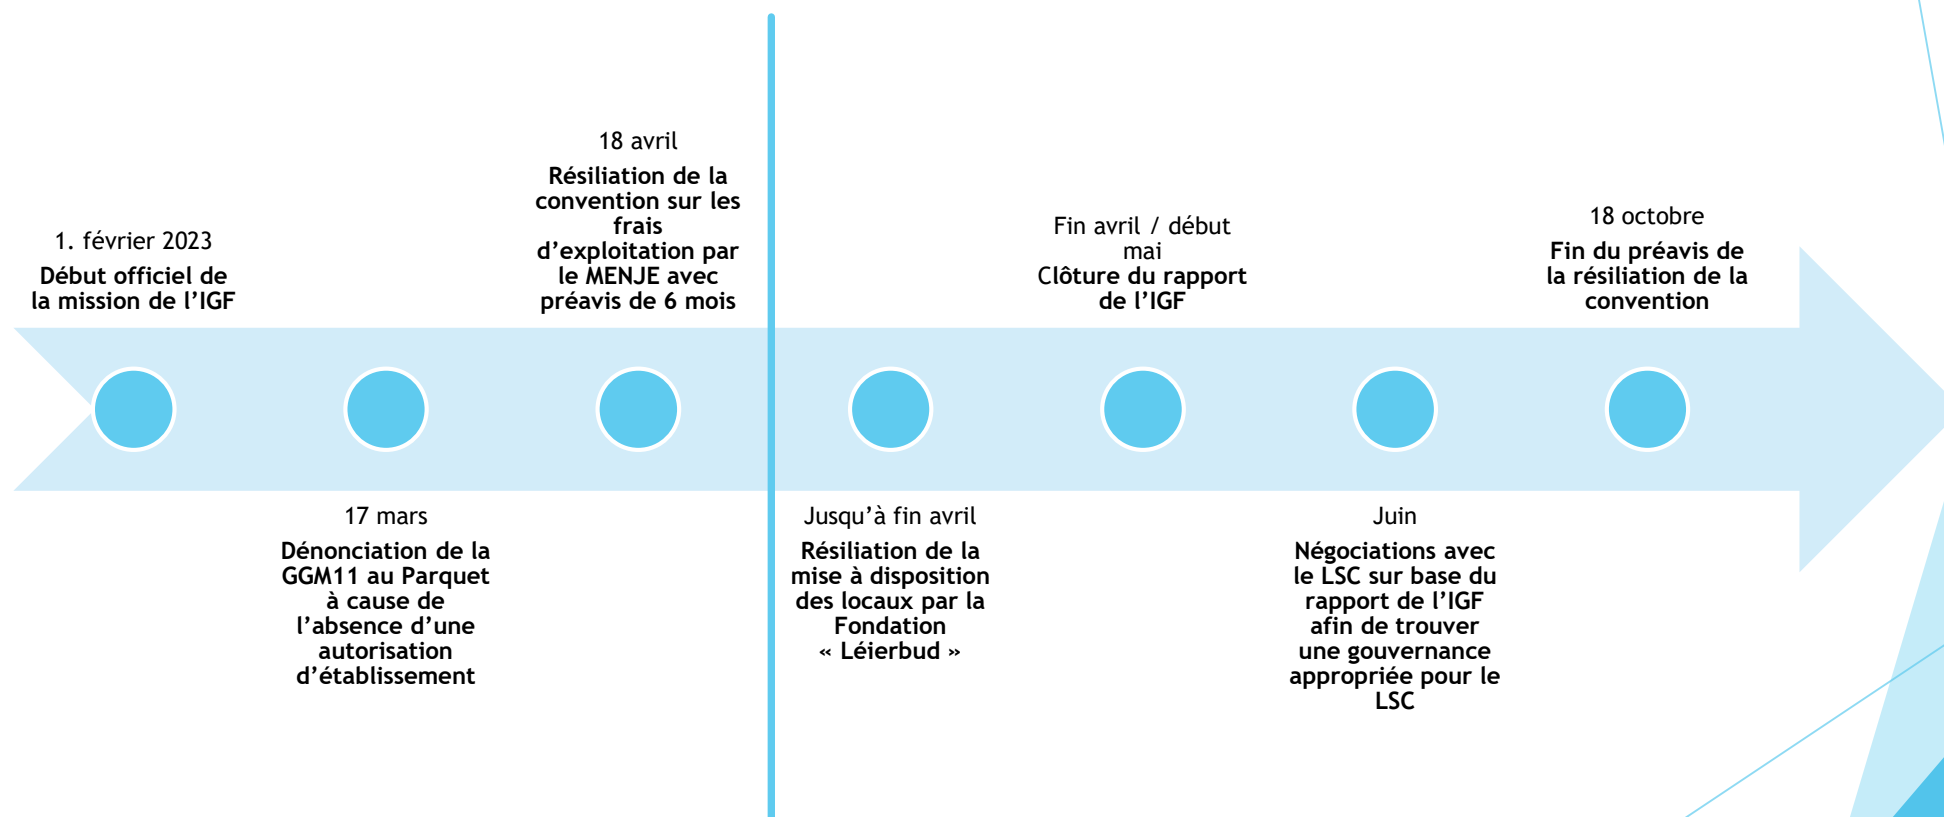 1. février 2023
Début officiel de
la mission de l’IGF
17 mars
Dénonciation de la
GGM11 au Parquet
à cause de
l’absence d’une
autorisation
d’établissement
18 avril
Résiliation de la
convention sur les
frais
d’exploitation par
le MENJE avec
préavis de 6 mois
Jusqu’à fin avril
Résiliation de la
mise à disposition
des locaux par la
Fondation
« Léierbud »
Fin avril / début
mai
Clôture du rapport
de l’IGF
Juin
Négociations avec
le LSC sur base du
rapport de l’IGF
afin de trouver
une gouvernance
appropriée pour le
LSC
18 octobre
Fin du préavis de
la résiliation de la
convention